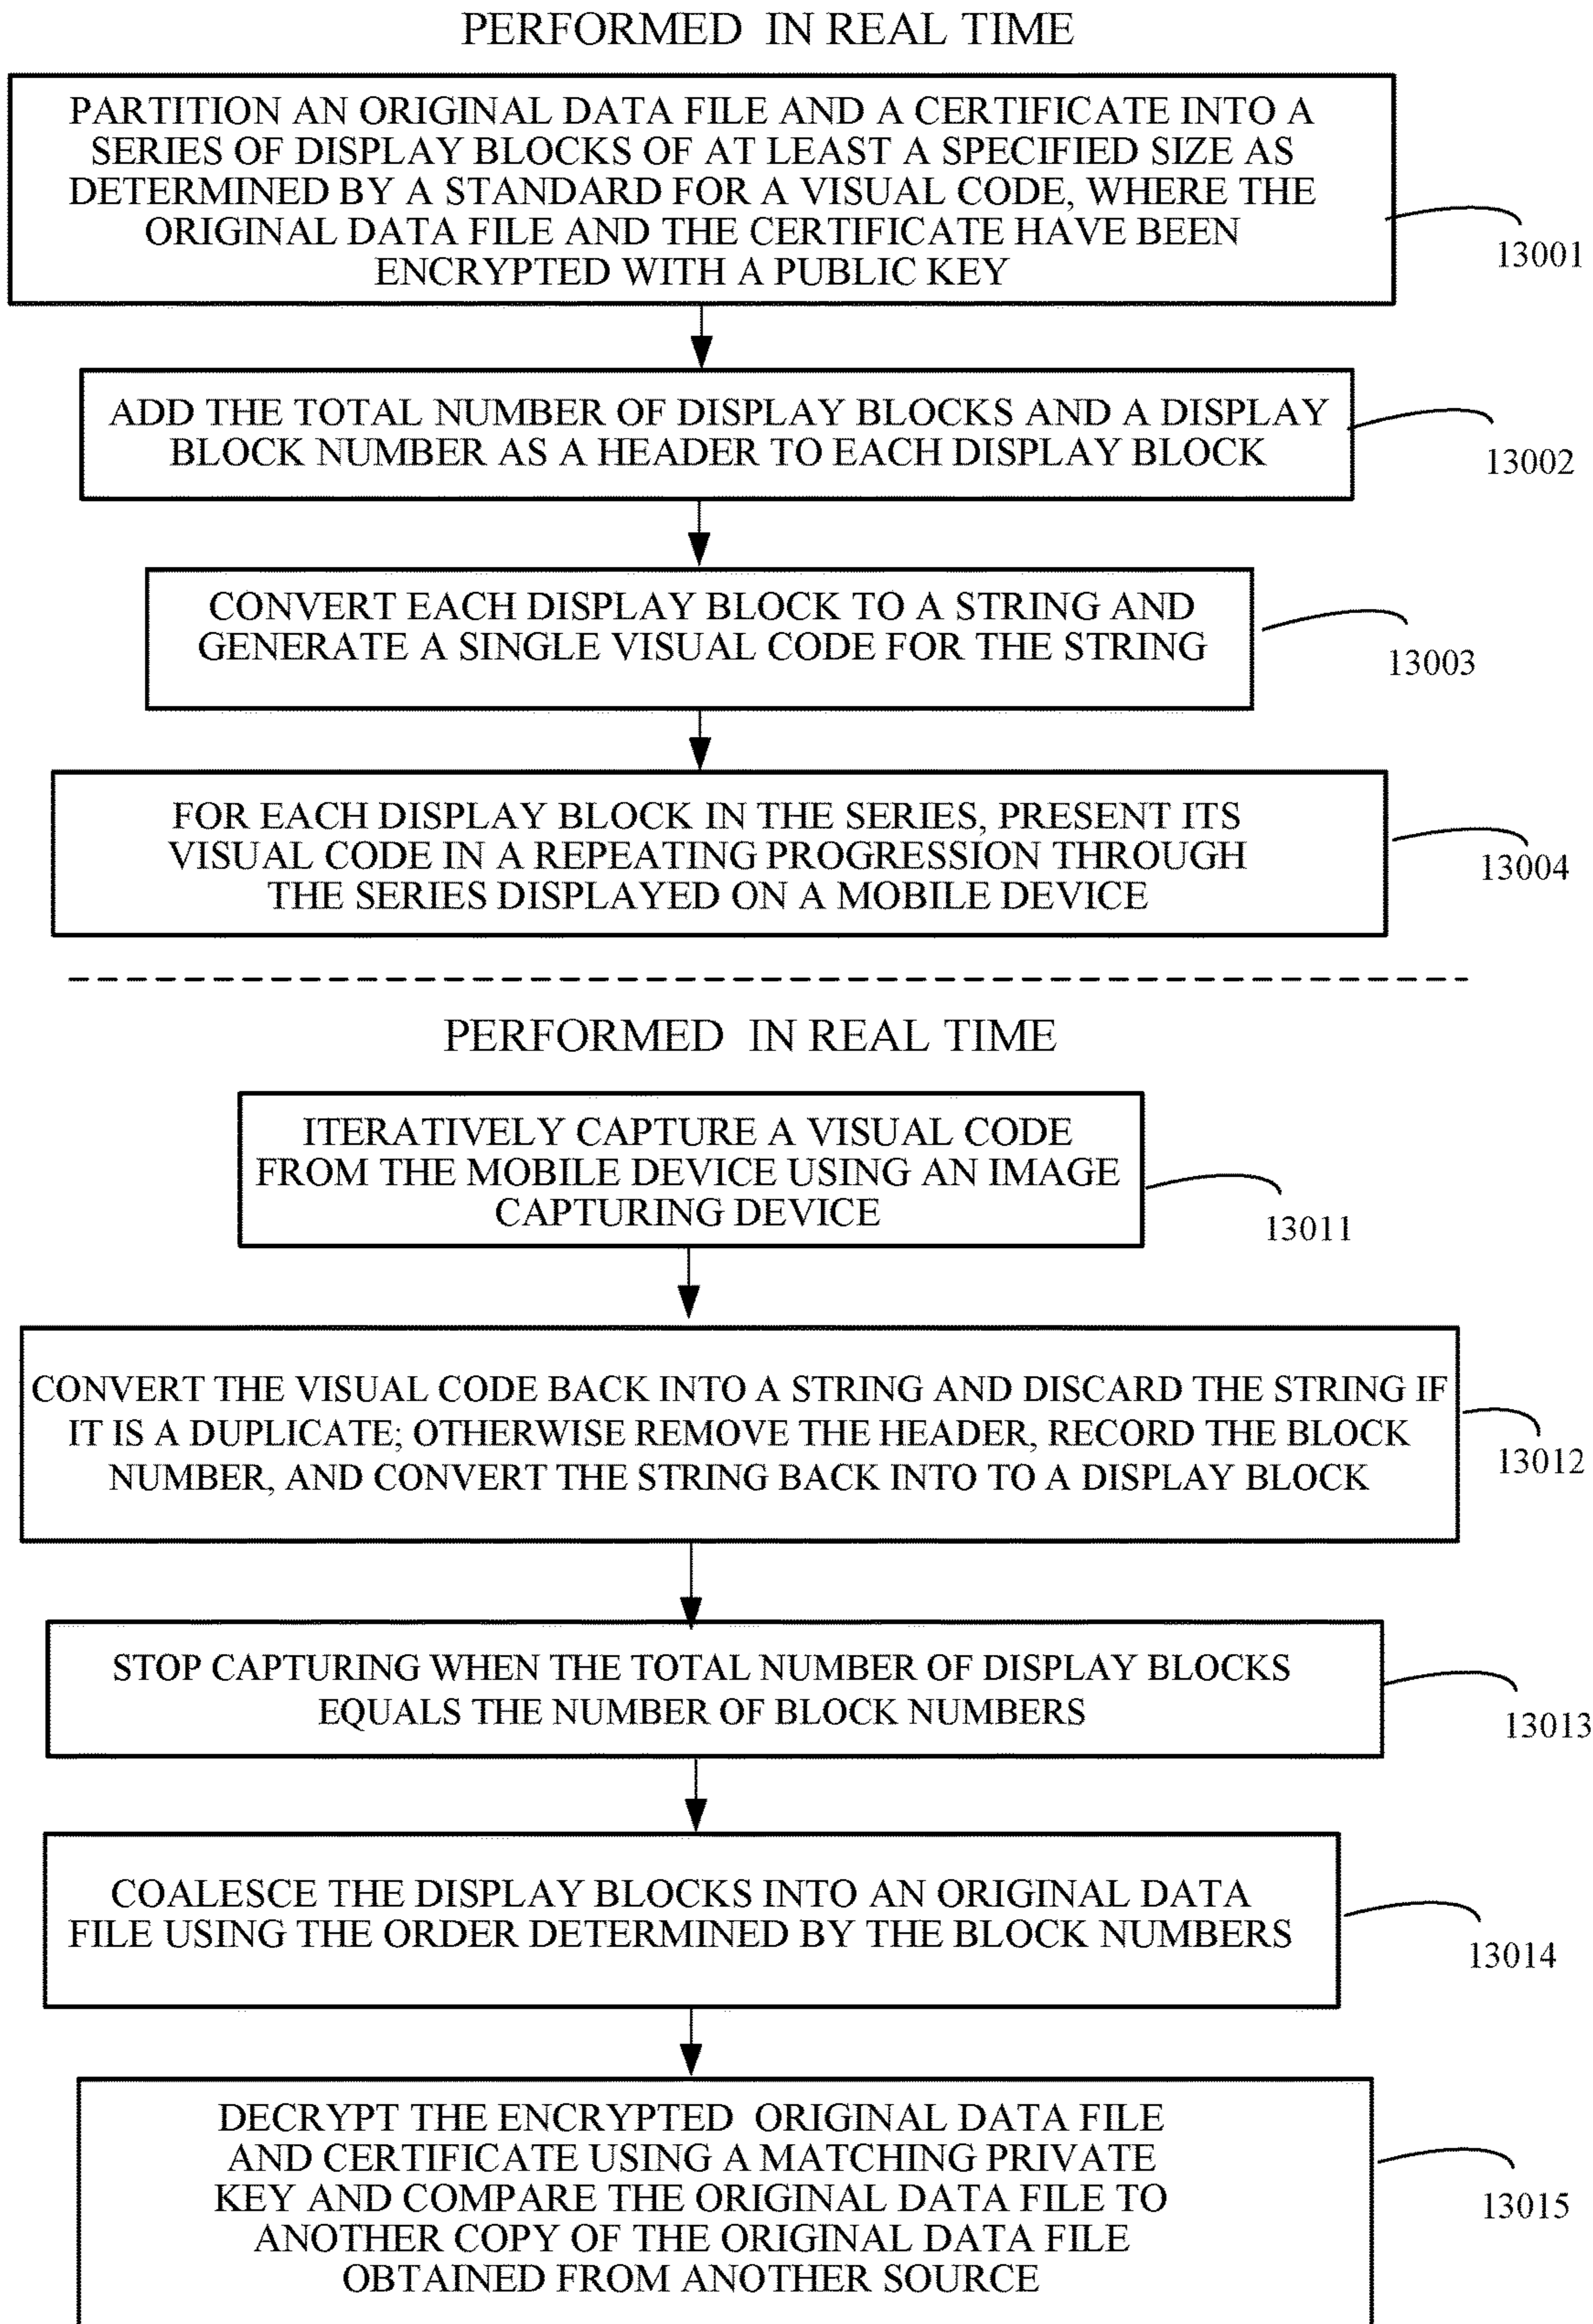 PERFORMED IN REAL TIME
PARTITION AN ORIGINAL DATA FILE AND A CERTIFICATE INTO A
SERIES OF DISPLAY BLOCKS OF AT LEAST A SPECIFIED SIZE AS
DETERMINED BY A STANDARD FOR A VISUAL CODE, WHERE THE
ORIGINAL DATA FILE AND THE CERTIFICATE HAVE BEEN
ENCRYPTED WITH A PUBLIC KEY
13001
ADD THE TOTAL NUMBER OF DISPLAY BLOCKS AND A DISPLAY
BLOCK NUMBER AS A HEADER TO EACH DISPLAY BLOCK
13002
CONVERT EACH DISPLAY BLOCK TO A STRING AND
GENERATE A SINGLE VISUAL CODE FOR THE STRING
13003
FOR EACH DISPLAY BLOCK IN THE SERIES, PRESENT ITS
VISUAL CODE IN A REPEATING PROGRESSION THROUGH
THE SERIES DISPLAYED ON A MOBILE DEVICE
13004
PERFORMED IN REAL TIME
ITERATIVELY CAPTURE A VISUAL CODE
FROM THE MOBILE DEVICE USING AN IMAGE
CAPTURING DEVICE
13011
CONVERT THE VISUAL CODE BACK INTO A STRING AND DISCARD THE STRING IF
IT IS A DUPLICATE; OTHERWISE REMOVE THE HEADER, RECORD THE BLOCK
NUMBER, AND CONVERT THE STRING BACK INTO TO A DISPLAY BLOCK
13012
STOP CAPTURING WHEN THE TOTAL NUMBER OF DISPLAY BLOCKS
EQUALS THE NUMBER OF BLOCK NUMBERS
13013
COALESCE THE DISPLAY BLOCKS INTO AN ORIGINAL DATA
FILE USING THE ORDER DETERMINED BY THE BLOCK NUMBERS
13014
DECRYPT THE ENCRYPTED ORIGINAL DATA FILE
AND CERTIFICATE USING A MATCHING PRIVATE
KEY AND COMPARE THE ORIGINAL DATA FILE TO
ANOTHER COPY OF THE ORIGINAL DATA FILE
OBTAINED FROM ANOTHER SOURCE
13015